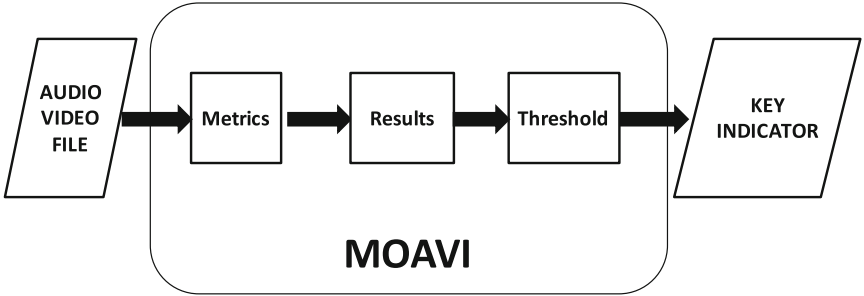 AUDIO
VIDEO
FILE
Metrics
Results
Threshold
KEY
INDICATOR
MOAVI